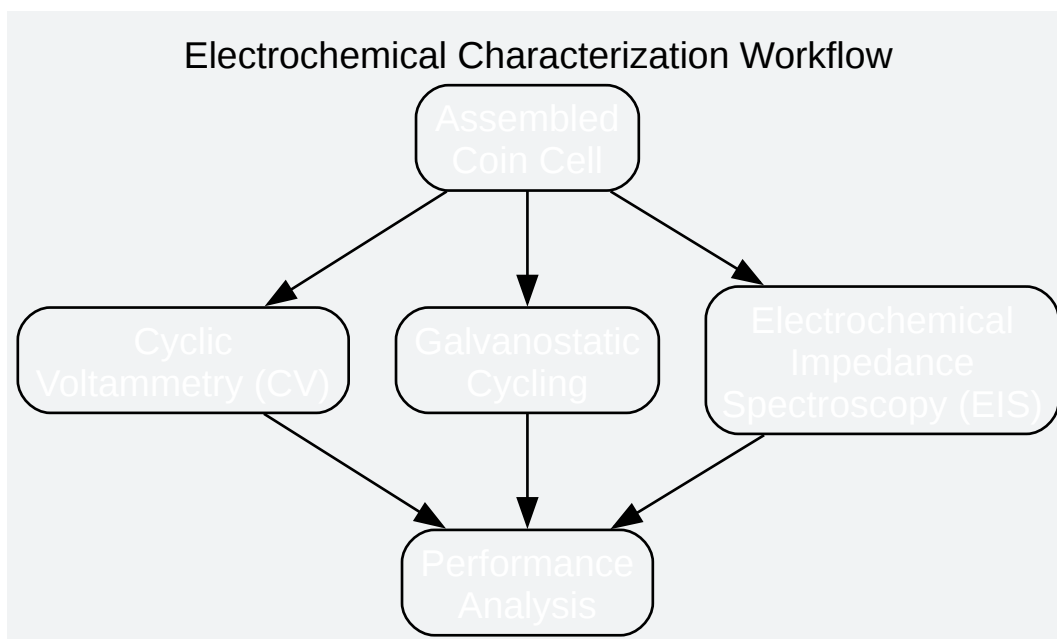 Electrochemical Characterization Workflow
Assembled
Coin Cell
Cyclic
Voltammetry (CV)
Galvanostatic
Cycling
Electrochemical
Impedance
Spectroscopy (EIS)
Performance
Analysis